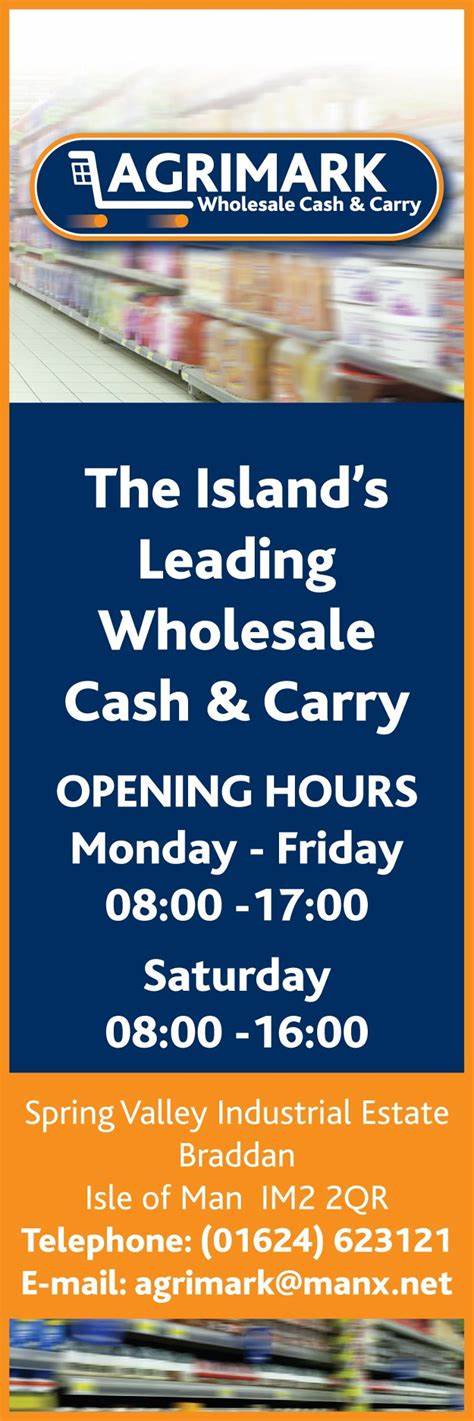 AGRIMARK
Wholesale Cash & Carry
The Island’s
Leading
Wholesale
Cash & Carry
OPENING HOURS
Monday - Friday
08:00 -17:00
Saturday
08:00 -16:00
Spring Valley Industrial Estate
Braddan
Isle of Man  IM2 2QR
Telephone: (01624) 623121
E-mail: agrimark@manx.net